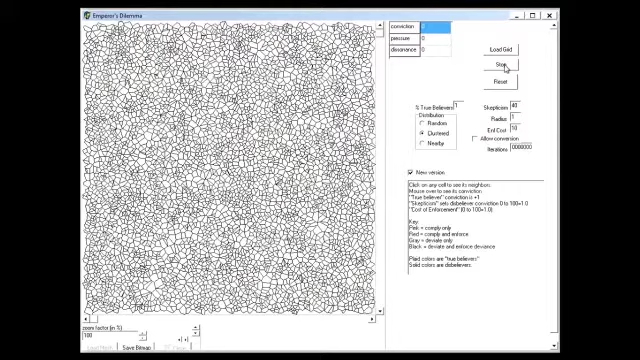 Emperor's Dilemma
conviction 0
pressure 0
dissonance 0
Load Grid
Stop
Reset
% True Believers 1
Distribution
Random
Clustered
Nearby
Skepticism 40
Radius 1
Enf Cost 10
Allow conversion
Iterations 0000000
New version
Click on any cell to see its neighbors.
Mouse over to see its conviction.
"True believer" conviction is +1
"Skepticism" sets disbeliever conviction 0 to 100+1.0
"Cost of Enforcement" (0 to 100+1.0)
Key:
Pink = comply only
Red = comply and enforce
Gray = deviate only
Black = deviate and enforce deviance
Plaid colors are "true believers"
Solid colors are disbelievers.
zoom factor (in %)
100
Load Mesh
Save Bitmap